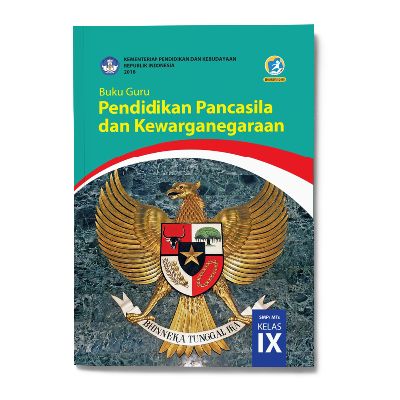 KEMENTERIAN PENDIDIKAN DAN KEBUDAYAAN
REPUBLIK INDONESIA
2018
Buku Guru
Pendidikan Pancasila
dan Kewarganegaraan
BHINNEKA TUNGGAL IKA
SMP/ MTs
KELAS
IX